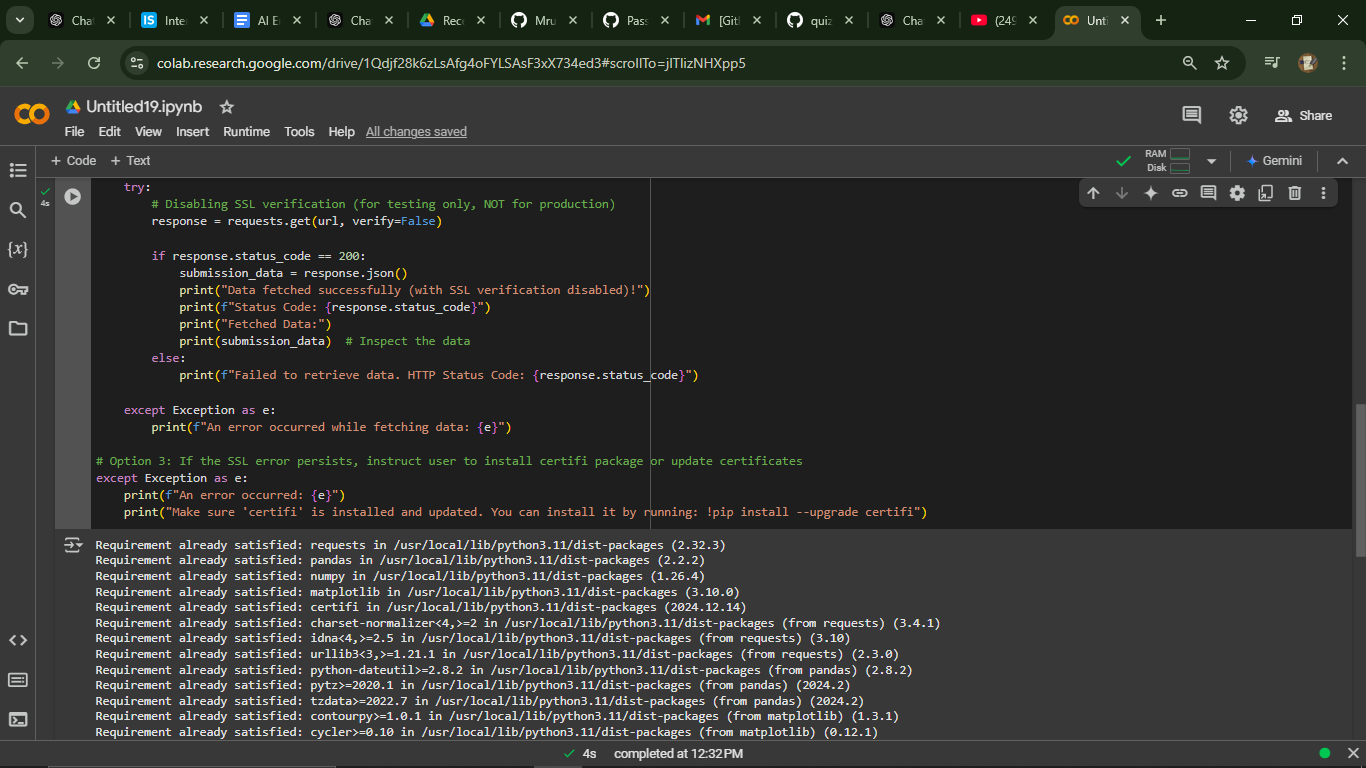 Chat
Inte
AI E
Chat
Rece
Mru
Pass
[Gitl
quiz
Chat
(249
Unti
colab.research.google.com/drive/1Qdjf28k6zLsAfg4oFYLSAsF3xX734ed3#scrollTo=jlTIizNHXpp5
Untitled19.ipynb
File Edit View Insert Runtime Tools Help All changes saved
Share
+ Code + Text
RAM
Disk
Gemini
4s
try:
# Disabling SSL verification (for testing only, NOT for production)
response = requests.get(url, verify=False)
if response.status_code == 200:
submission_data = response.json()
print("Data fetched successfully (with SSL verification disabled)!")
print(f"Status Code: {response.status_code}")
print("Fetched Data:")
print(submission_data)  # Inspect the data
else:
print(f"Failed to retrieve data. HTTP Status Code: {response.status_code}")
except Exception as e:
print(f"An error occurred while fetching data: {e}")
# Option 3: If the SSL error persists, instruct user to install certifi package or update certificates
except Exception as e:
print(f"An error occurred: {e}")
print("Make sure 'certifi' is installed and updated. You can install it by running: !pip install --upgrade certifi")
Requirement already satisfied: requests in /usr/local/lib/python3.11/dist-packages (2.32.3)
Requirement already satisfied: pandas in /usr/local/lib/python3.11/dist-packages (2.2.2)
Requirement already satisfied: numpy in /usr/local/lib/python3.11/dist-packages (1.26.4)
Requirement already satisfied: matplotlib in /usr/local/lib/python3.11/dist-packages (3.10.0)
Requirement already satisfied: certifi in /usr/local/lib/python3.11/dist-packages (2024.12.14)
Requirement already satisfied: charset-normalizer<4,>=2 in /usr/local/lib/python3.11/dist-packages (from requests) (3.4.1)
Requirement already satisfied: idna<4,>=2.5 in /usr/local/lib/python3.11/dist-packages (from requests) (3.10)
Requirement already satisfied: urllib3<3,>=1.21.1 in /usr/local/lib/python3.11/dist-packages (from requests) (2.3.0)
Requirement already satisfied: python-dateutil>=2.8.2 in /usr/local/lib/python3.11/dist-packages (from pandas) (2.8.2)
Requirement already satisfied: pytz>=2020.1 in /usr/local/lib/python3.11/dist-packages (from pandas) (2024.2)
Requirement already satisfied: tzdata>=2022.7 in /usr/local/lib/python3.11/dist-packages (from pandas) (2024.2)
Requirement already satisfied: contourpy>=1.0.1 in /usr/local/lib/python3.11/dist-packages (from matplotlib) (1.3.1)
Requirement already satisfied: cycler>=0.10 in /usr/local/lib/python3.11/dist-packages (from matplotlib) (0.12.1)
4s completed at 12:32 PM